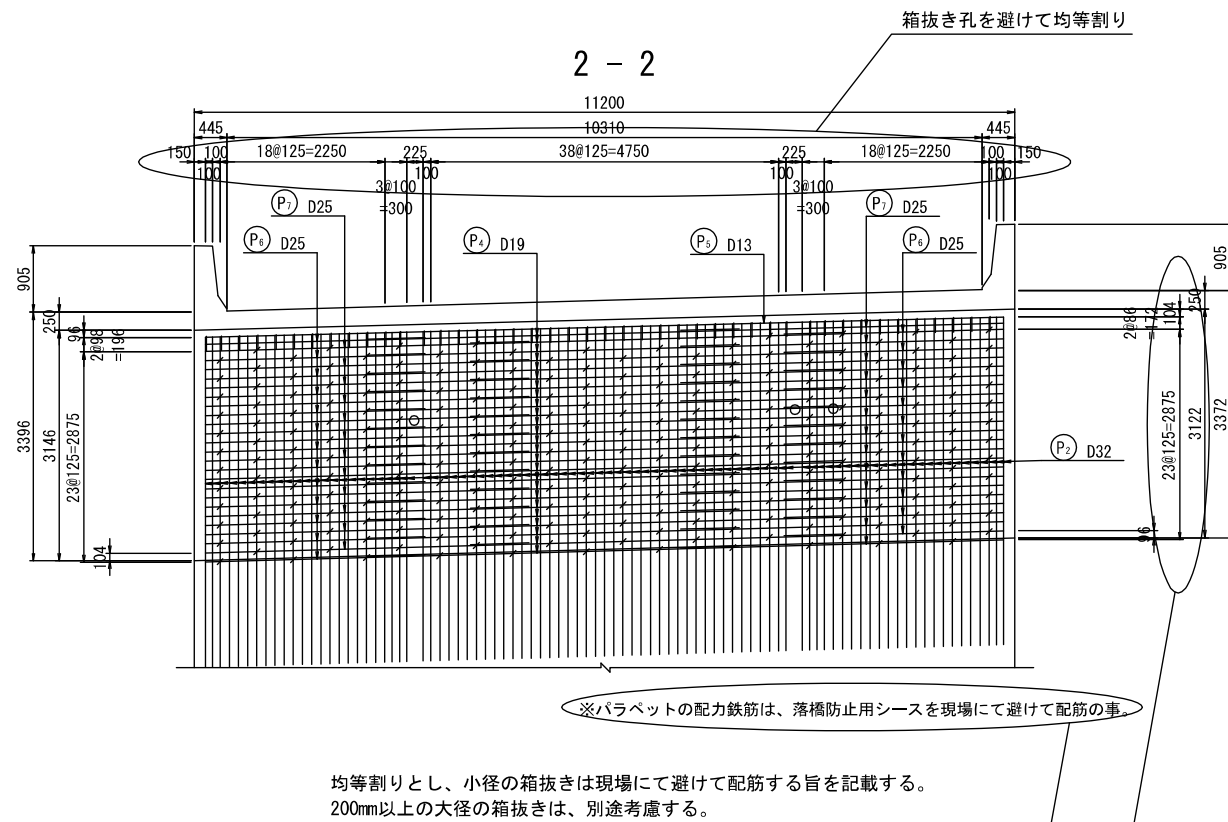 箱抜き孔を避けて均等割り
2 - 2
11200
445 10310 445
150 100 18@125=2250 225 38@125=4750 225 18@125=2250 100 150
100 100 100 100
3@100 3@100
=300 =300
P7 D25 P7 D25
P6 D25 P4 D19 P5 D13 P6 D25
905 905
250 250
96 104
2@98 2@86
=196 =172
3396 3146 23@125=2875 23@125=2875 3122 3372
P2 D32
104 96
※パラペットの配力鉄筋は、落橋防止用シースを現場にて避けて配筋の事。
均等割りとし、小径の箱抜きは現場にて避けて配筋する旨を記載する。
200mm以上の大径の箱抜きは、別途考慮する。